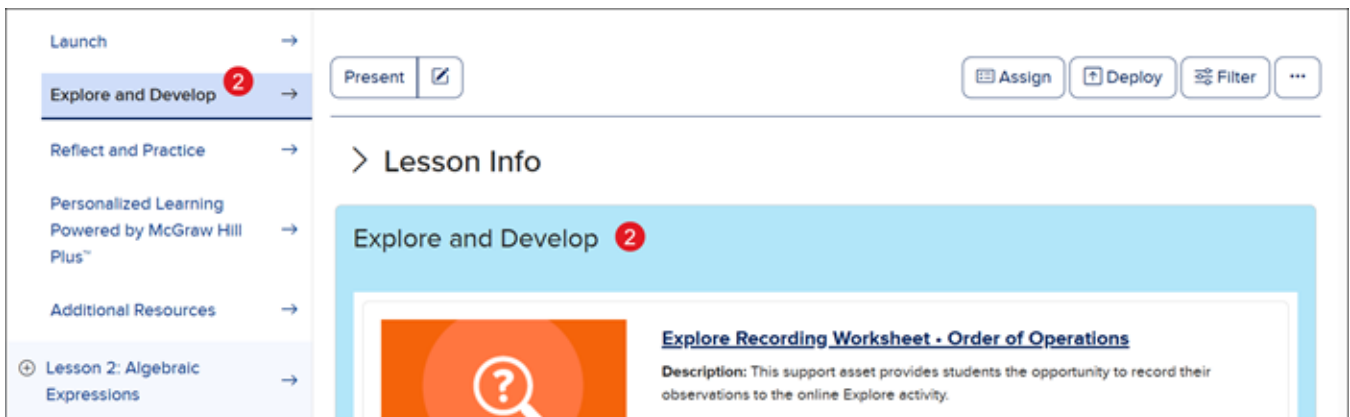 Launch
Explore and Develop 2
Reflect and Practice
Personalized Learning
Powered by McGraw Hill
Plus™
Additional Resources
Lesson 2: Algebraic
Expressions
Present
Assign
Deploy
Filter
Lesson Info
Explore and Develop 2
Explore Recording Worksheet • Order of Operations
Description: This support asset provides students the opportunity to record their
observations to the online Explore activity.